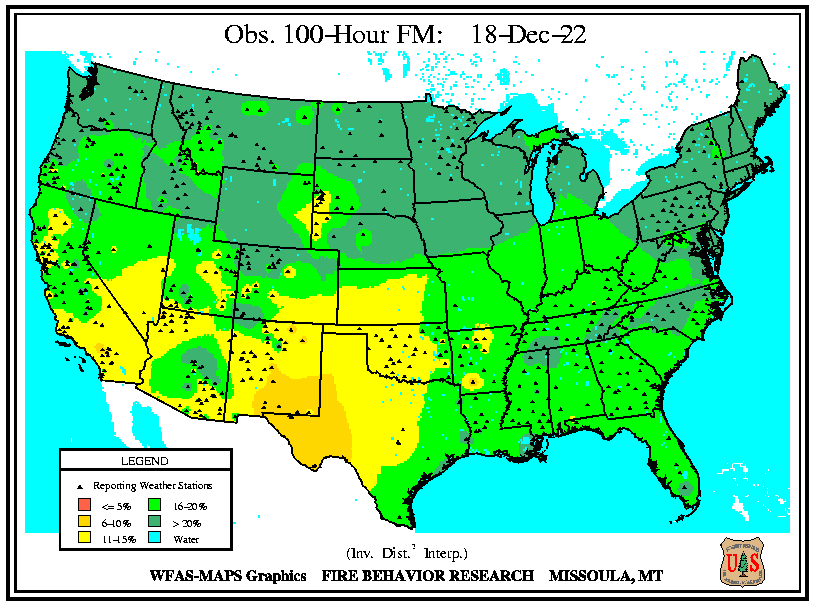 Obs. 100-Hour FM: 18-Dec-22
LEGEND
Reporting Weather Stations
<= 5% 16-20%
6-10% > 20%
11-15% Water
(Inv. Dist.² Interp.)
WFAS-MAPS Graphics FIRE BEHAVIOR RESEARCH MISSOULA, MT
U S